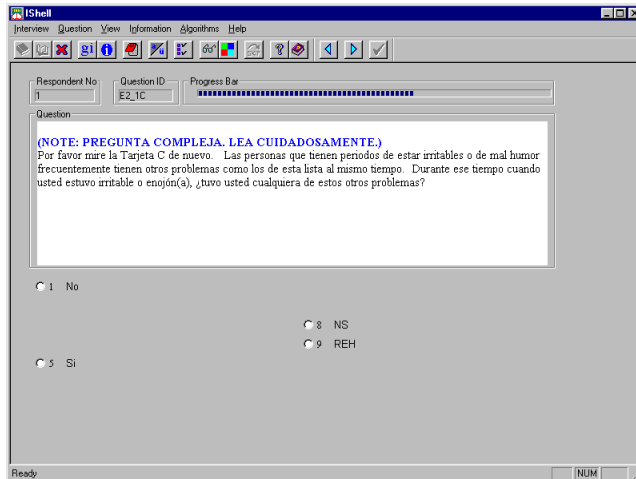 IShell
Interview Question View Information Algorithms Help
gi
Respondent No
Question ID
Progress Bar
1
E2_1C
Question
(NOTE: PREGUNTA COMPLEJA. LEA CUIDADOSAMENTE.)
Por favor mire la Tarjeta C de nuevo. Las personas que tienen periodos de estar irritables o de mal humor
frecuentemente tienen otros problemas como los de esta lista al mismo tiempo. Durante ese tiempo cuando
usted estuvo irritable o enojón(a), ¿tuvo usted cualquiera de estos otros problemas?
1 No
8 NS
9 REH
5 Si
Ready
NUM